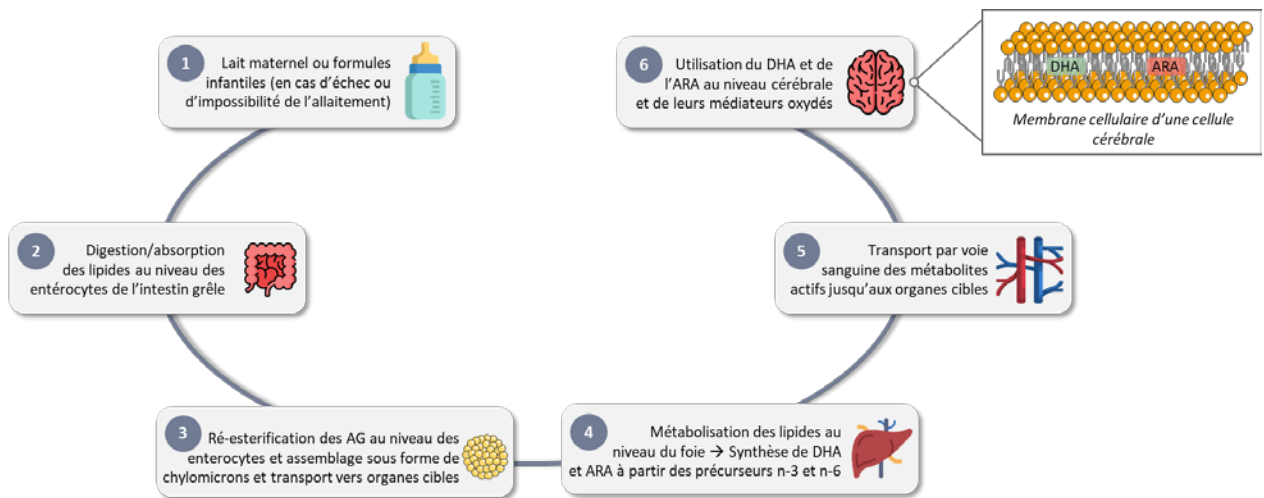 1
Lait maternel ou formules
infantiles (en cas d'échec ou
d'impossibilité de l'allaitement)
2
Digestion/absorption
des lipides au niveau des
entérocytes de l'intestin grêle
3
Ré-esterification des AG au niveau des
enterocytes et assemblage sous forme de
chylomicrons et transport vers organes cibles
4
Métabolisation des lipides au
niveau du foie → Synthèse de DHA
et ARA à partir des précurseurs n-3 et n-6
5
Transport par voie
sanguine des métabolites
actifs jusqu'aux organes cibles
6
Utilisation du DHA et de
l'ARA au niveau cérébrale
et de leurs médiateurs oxydés
DHA
ARA
Membrane cellulaire d'une cellule
cérébrale